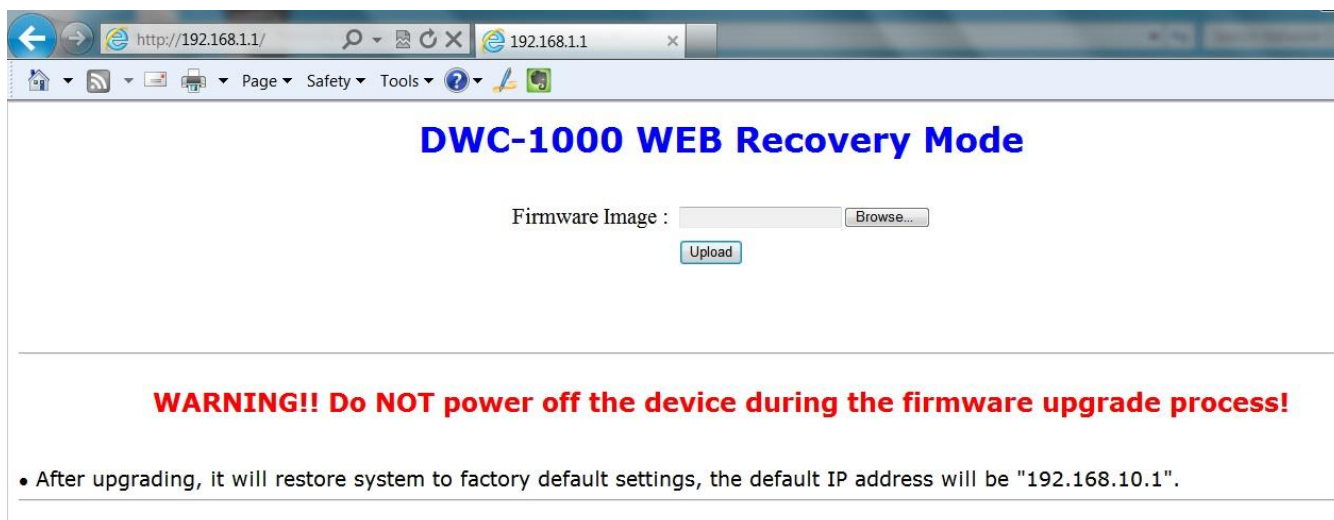 http://192.168.1.1/
192.168.1.1
Page Safety Tools
DWC-1000 WEB Recovery Mode
Firmware Image :
Browse...
Upload
WARNING!! Do NOT power off the device during the firmware upgrade process!
• After upgrading, it will restore system to factory default settings, the default IP address will be "192.168.10.1".